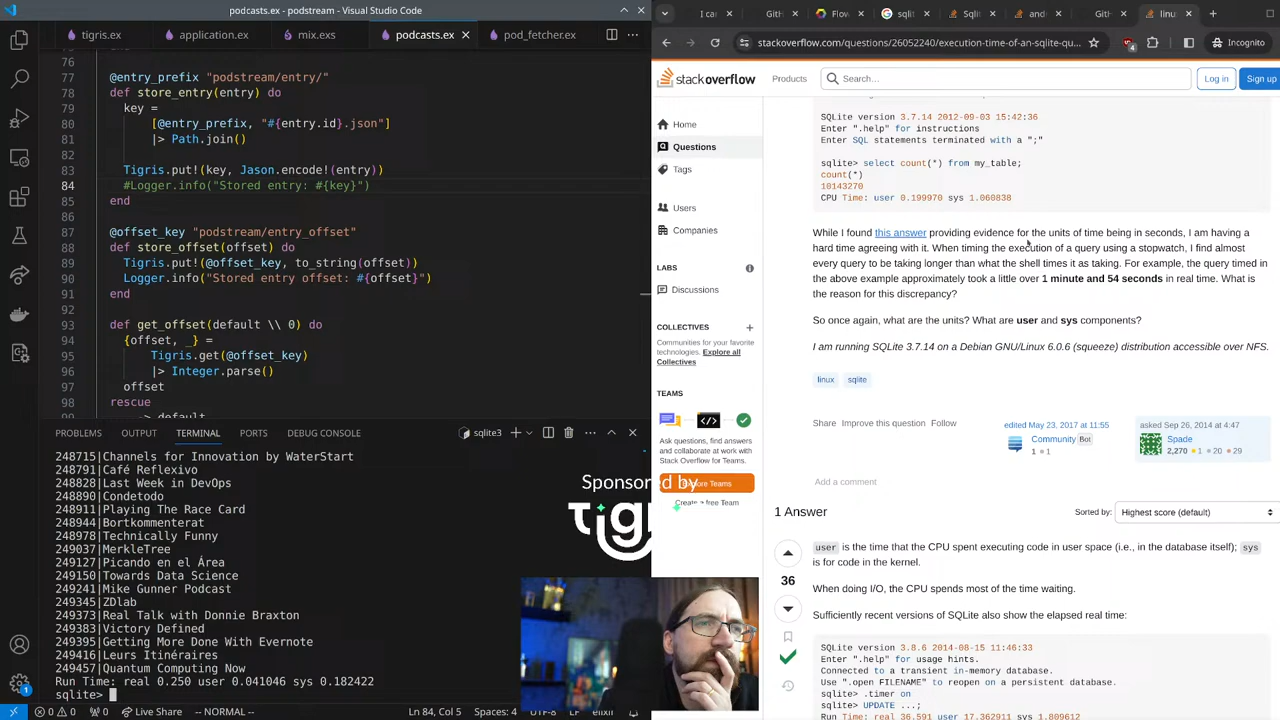 podcasts.ex - podstream - Visual Studio Code
tigris.ex
application.ex
mix.exs
podcasts.ex
pod_fetcher.ex
76
77 @entry_prefix "podstream/entry/"
78 def store_entry(entry) do
79 key =
80 [@entry_prefix, "#{entry.id}.json"]
81 |> Path.join()
82
83 Tigris.put!(key, Jason.encode!(entry))
84 #Logger.info("Stored entry: #{key}")
85 end
86
87 @offset_key "podstream/entry_offset"
88 def store_offset(offset) do
89 Tigris.put!(@offset_key, to_string(offset))
90 Logger.info("Stored entry offset: #{offset}")
91 end
92
93 def get_offset(default \\ 0) do
94 {offset, _} =
95 Tigris.get(@offset_key)
96 |> Integer.parse()
97 offset
98 rescue
default
PROBLEMS OUTPUT TERMINAL PORTS DEBUG CONSOLE
sqlite3
248715|Channels for Innovation by WaterStart
248791|Café Reflexivo
248828|Last Week in DevOps
248890|Condensador
248911|Playing The Race Card
248927|Bortkommenterat
248978|Technically Funny
249037|MerkleTree
249127|Picando en el Área
249150|Towards Data Science
249265|Mike Gunner Podcast
249345|ZDlab
249350|Real Talk with Donnie Braxton
249383|Victory Defined
249395|Getting More Done With Evernote
249416|Leurs Itinéraires
249457|Quantum Computing Now
sqlite>
0 0 0 Live Share -- NORMAL -- Ln 84, Col 5 Spaces: 4 UTF-8 LF elixir
1
Sponsored by
stackoverflow.com/questions/26052240/execution-time-of-an-sqlite-qu...
4
Incognito
stackoverflow
Products
Search…
Log in
Sign up
Home
Questions
Tags
Users
Companies
LABS
Discussions
COLLECTIVES
Communities for your favorite
technologies. Explore all
Collectives
TEAMS
Ask questions, find answers
and collaborate at work with
Stack Overflow for Teams.
Explore Teams
Create a free Team
SQLite version 3.7.14 2012-09-03 15:42:36
Enter ".help" for instructions
Enter SQL statements terminated with a ";"
sqlite> select count(*) from my_table;
count(*)
10143270
CPU Time: user 0.199970 sys 1.060838
While I found this answer providing evidence for the units of time being in seconds, I am having a
hard time agreeing with it. When timing the execution of a query using a stopwatch, I find almost
every query to be taking longer than what the shell times it as taking. For example, the query timed in
the above example approximately took a little over 1 minute and 54 seconds in real time. What is
the reason for this discrepancy?
So once again, what are the units? What are user and sys components?
I am running SQLite 3.7.14 on a Debian GNU/Linux 6.0.6 (squeeze) distribution accessible over NFS.
linux sqlite
Share Improve this question Follow
edited May 23, 2017 at 11:55
Community Bot
1 1
asked Sep 26, 2014 at 4:47
Spade
2,270 1 20 29
Add a comment
1 Answer
Sorted by: Highest score (default)
36
user is the time that the CPU spent executing code in user space (i.e., in the database itself); sys
is for code in the kernel.
When doing I/O, the CPU spends most of the time waiting.
Sufficiently recent versions of SQLite also show the elapsed real time:
SQLite version 3.8.6 2014-08-15 11:46:33
Enter ".help" for usage hints.
Connected to a transient in-memory database.
Use ".open FILENAME" to reopen on a persistent database.
sqlite> .timer on
sqlite> UPDATE ...;
Run Time: real 36.591 user 17.362911 sys 1.809612